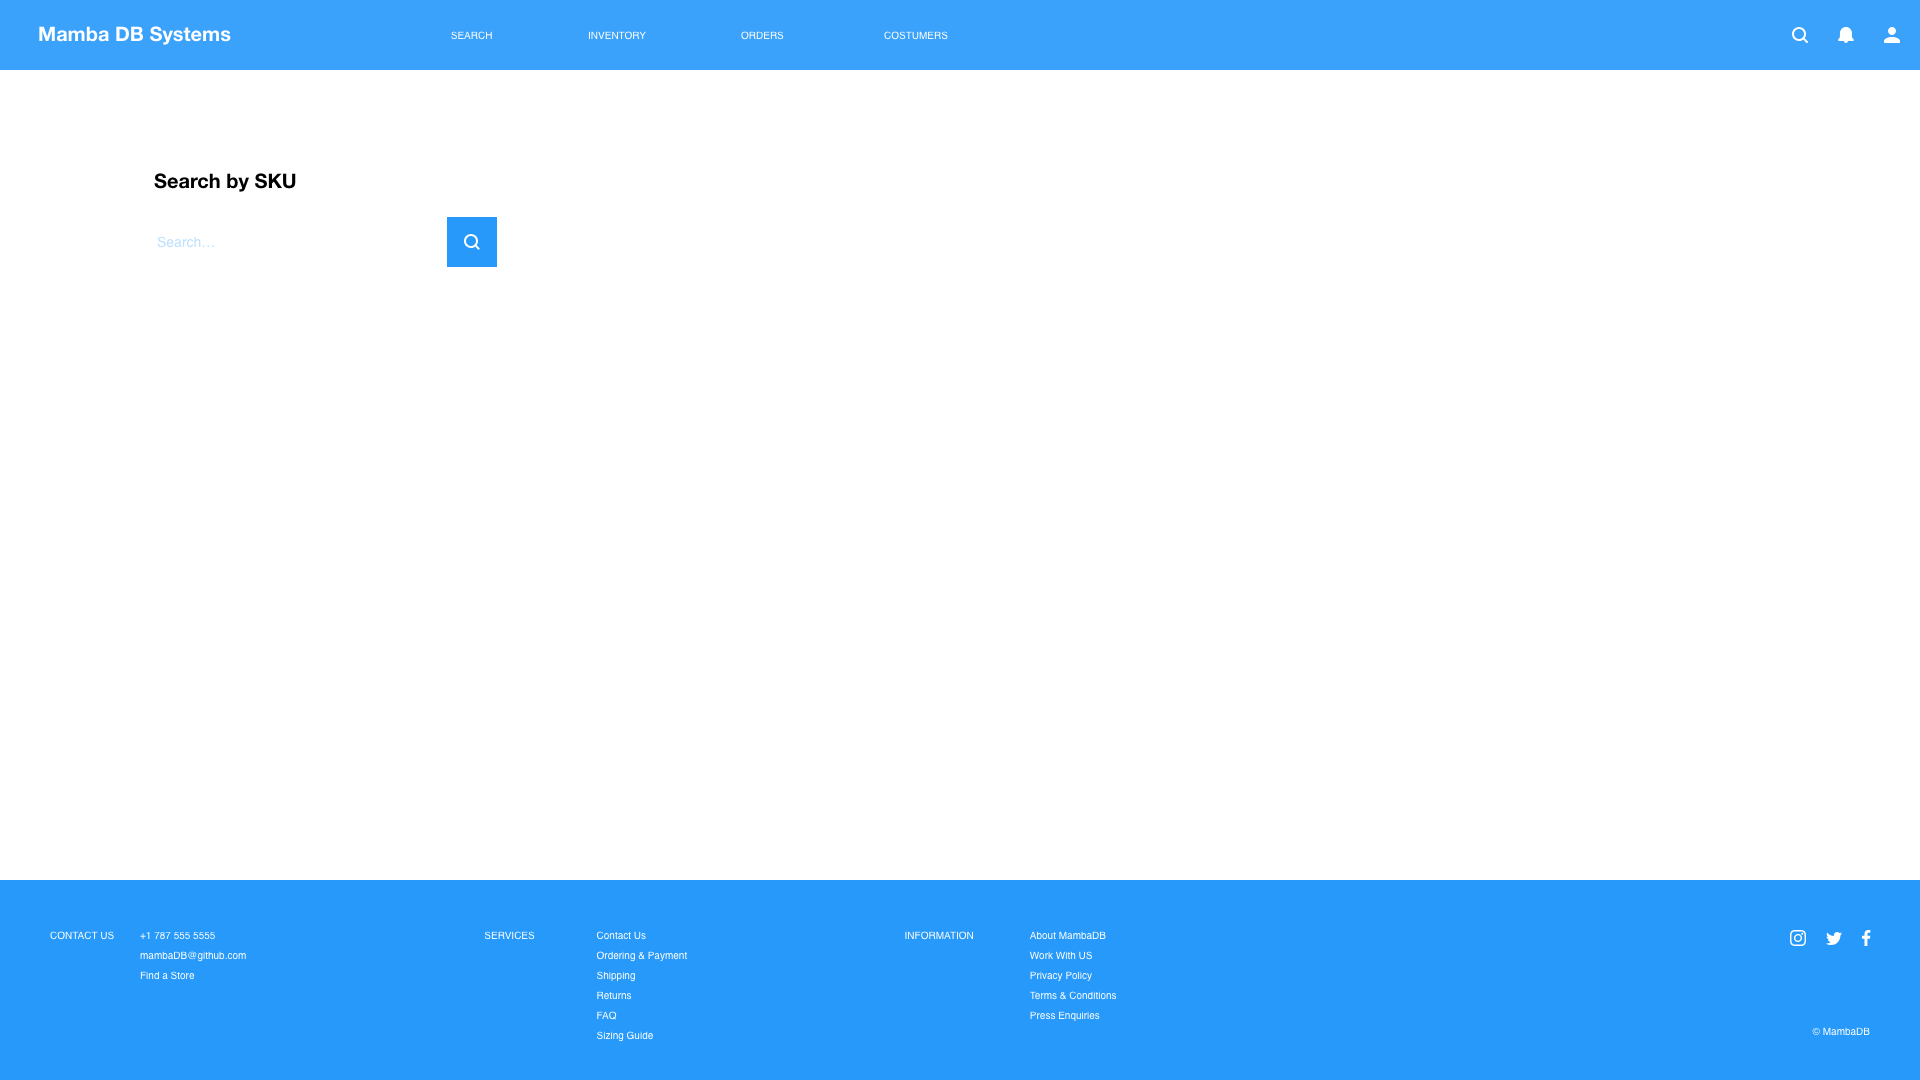 Mamba DB Systems
SEARCH
INVENTORY
ORDERS
COSTUMERS
Search by SKU
Search...
CONTACT US
+1 787 555 5555
mambaDB@github.com
Find a Store
SERVICES
Contact Us
Ordering & Payment
Shipping
Returns
FAQ
Sizing Guide
INFORMATION
About MambaDB
Work With US
Privacy Policy
Terms & Conditions
Press Enquiries
© MambaDB